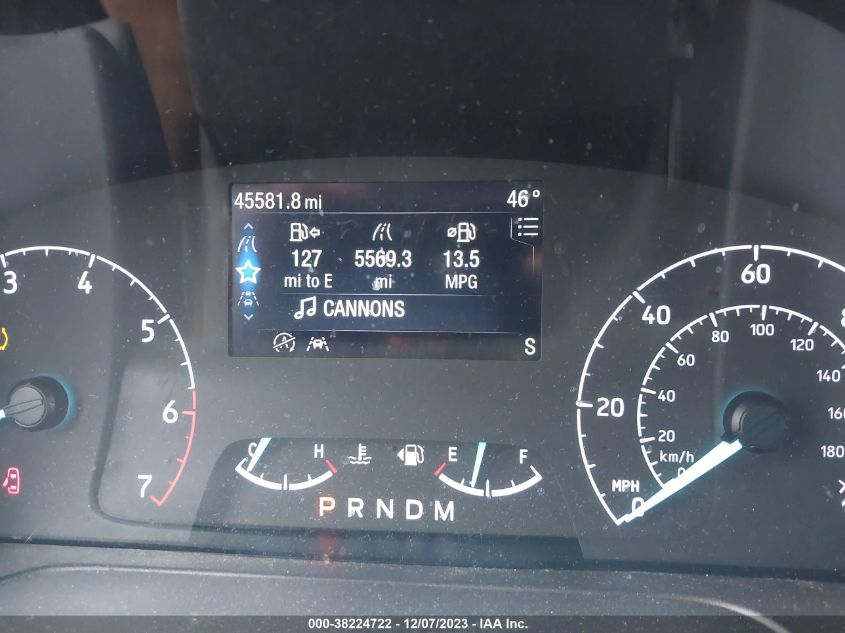 45581.8 mi 46°
127 5569.3 13.5
mi to E mi MPG
CANNONS
S
3 4 5 6 7
C H
E F
P R N D M
20 40 60
20 40 60 80 100 120 140
180
km/h
MPH
0
0
000-38224722 - 12/07/2023 - IAA Inc.